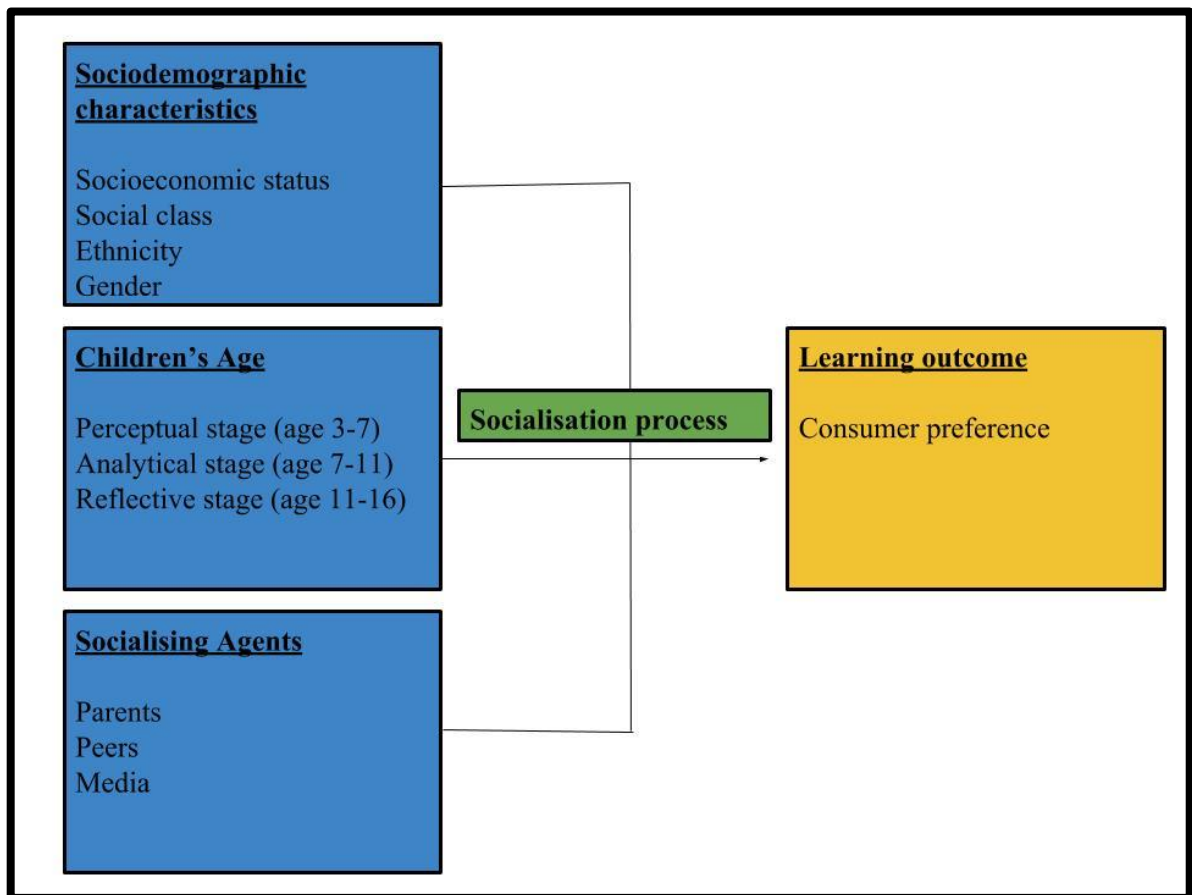 Sociodemographic
characteristics
Socioeconomic status
Social class
Ethnicity
Gender
Children’s Age
Perceptual stage (age 3-7)
Analytical stage (age 7-11)
Reflective stage (age 11-16)
Socialising Agents
Parents
Peers
Media
Socialisation process
Learning outcome
Consumer preference